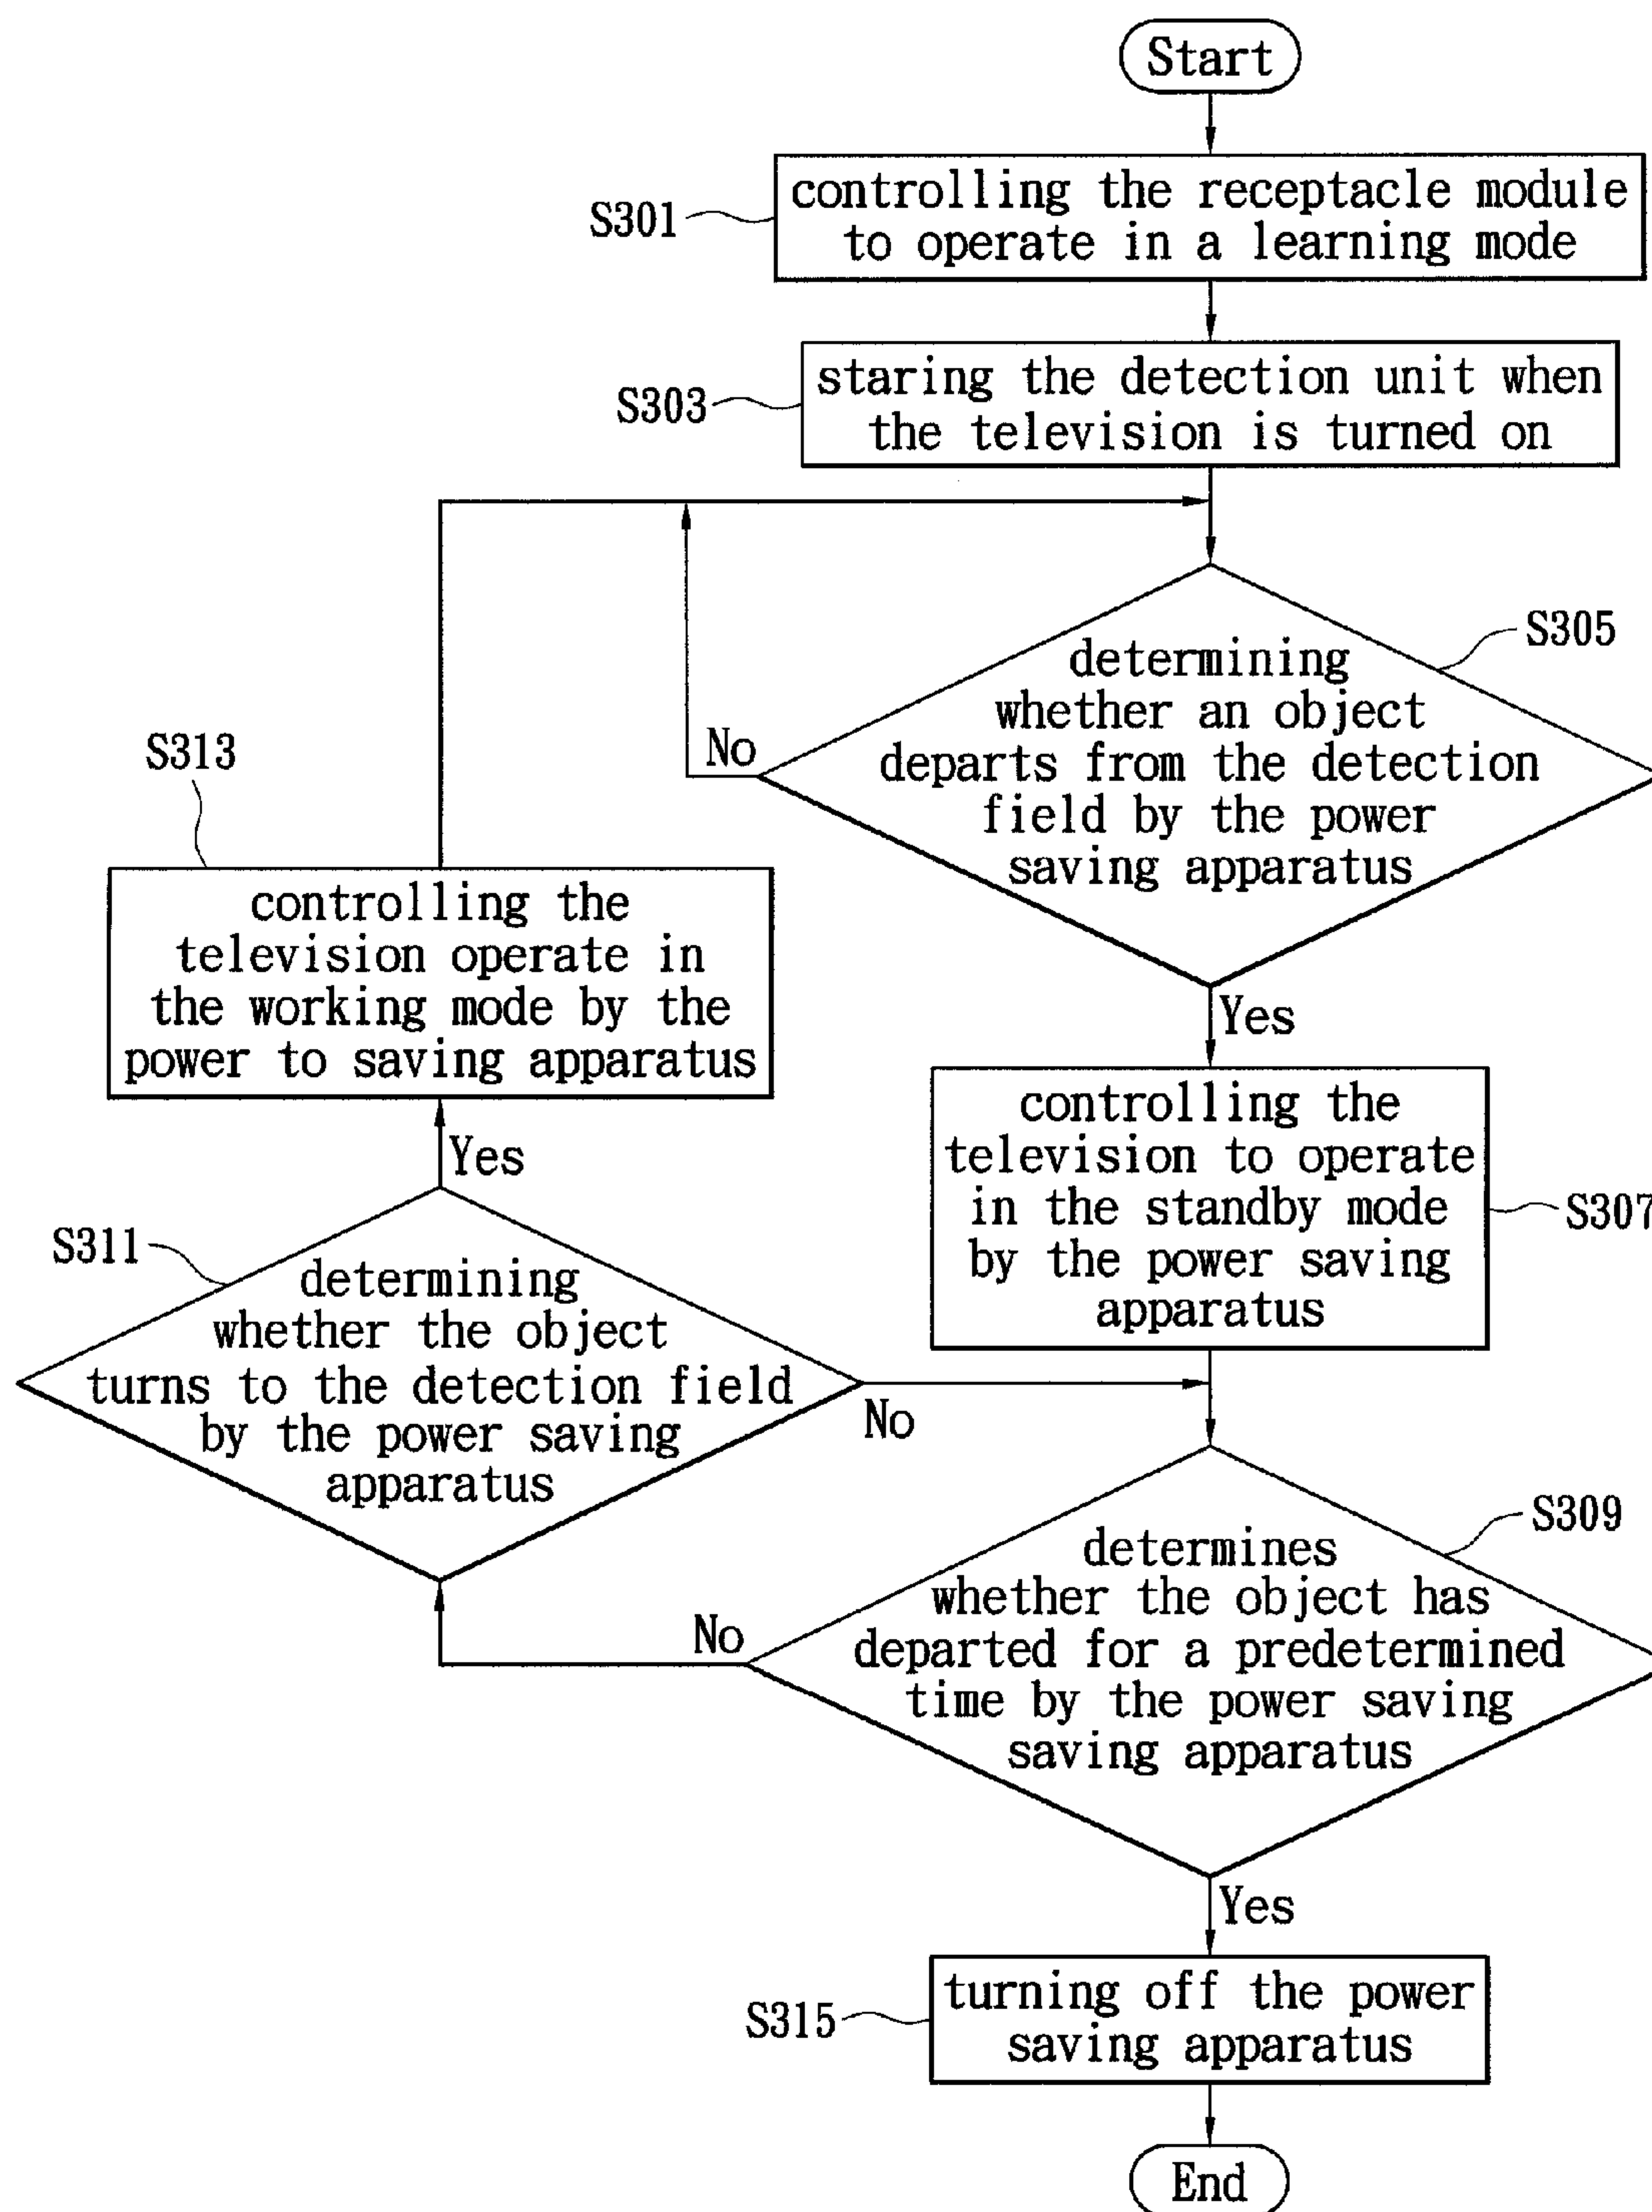 Start
S301
controlling the receptacle module
to operate in a learning mode
S303
staring the detection unit when
the television is turned on
S305
determining
whether an object
departs from the detection
field by the power
saving apparatus
No
Yes
S313
controlling the
television operate in
the working mode by the
power to saving apparatus
Yes
controlling the
television to operate
in the standby mode
by the power saving
apparatus
S307
S311
determining
whether the object
turns to the detection field
by the power saving
apparatus
No
S309
determines
whether the object has
departed for a predetermined
time by the power saving
saving apparatus
No
Yes
S315
turning off the power
saving apparatus
End